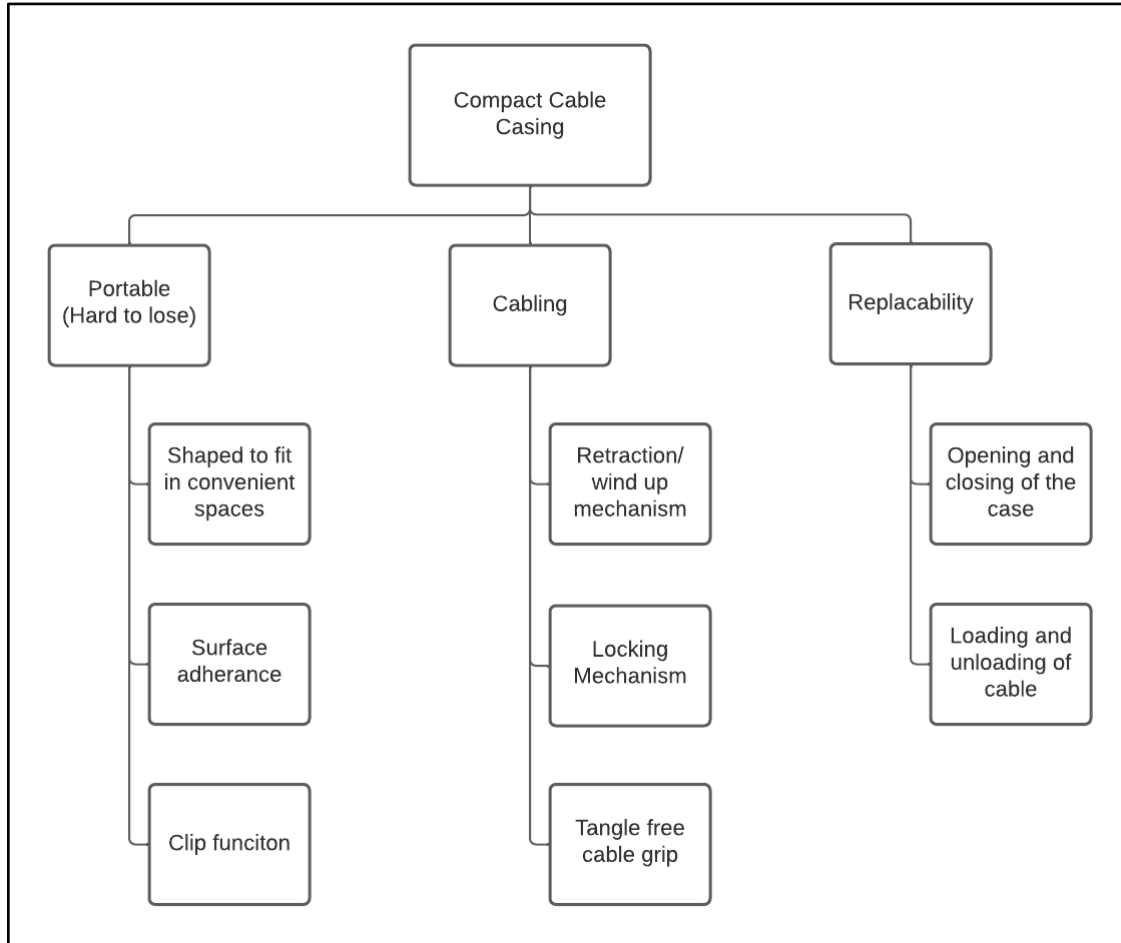 Compact Cable
Casing
Portable
(Hard to lose)
Cabling
Replacability
Shaped to fit
in convenient
spaces
Retraction/
wind up
mechanism
Opening and
closing of the
case
Surface
adherance
Locking
Mechanism
Loading and
unloading of
cable
Clip funciton
Tangle free
cable grip